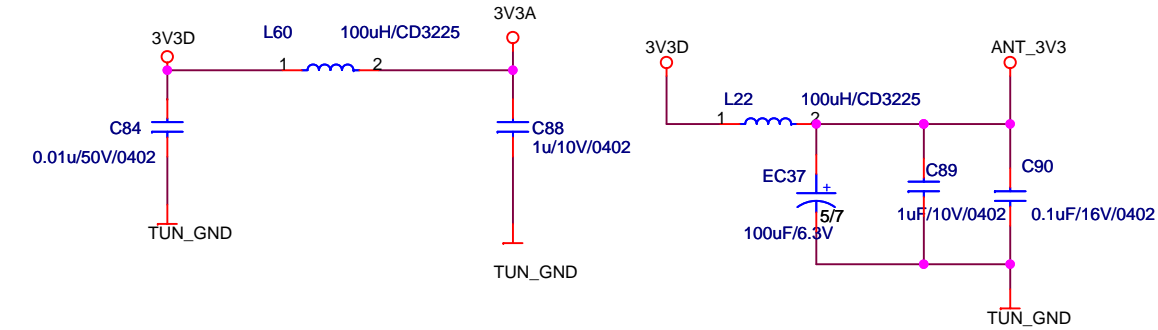 3V3D
L60
100uH/CD3225
3V3A
1
2
C84
0.01u/50V/0402
C88
1u/10V/0402
TUN_GND
TUN_GND
3V3D
ANT_3V3
L22
100uH/CD3225
1
2
EC37
+
5/7
100uF/6.3V
C89
1uF/10V/0402
C90
0.1uF/16V/0402
TUN_GND